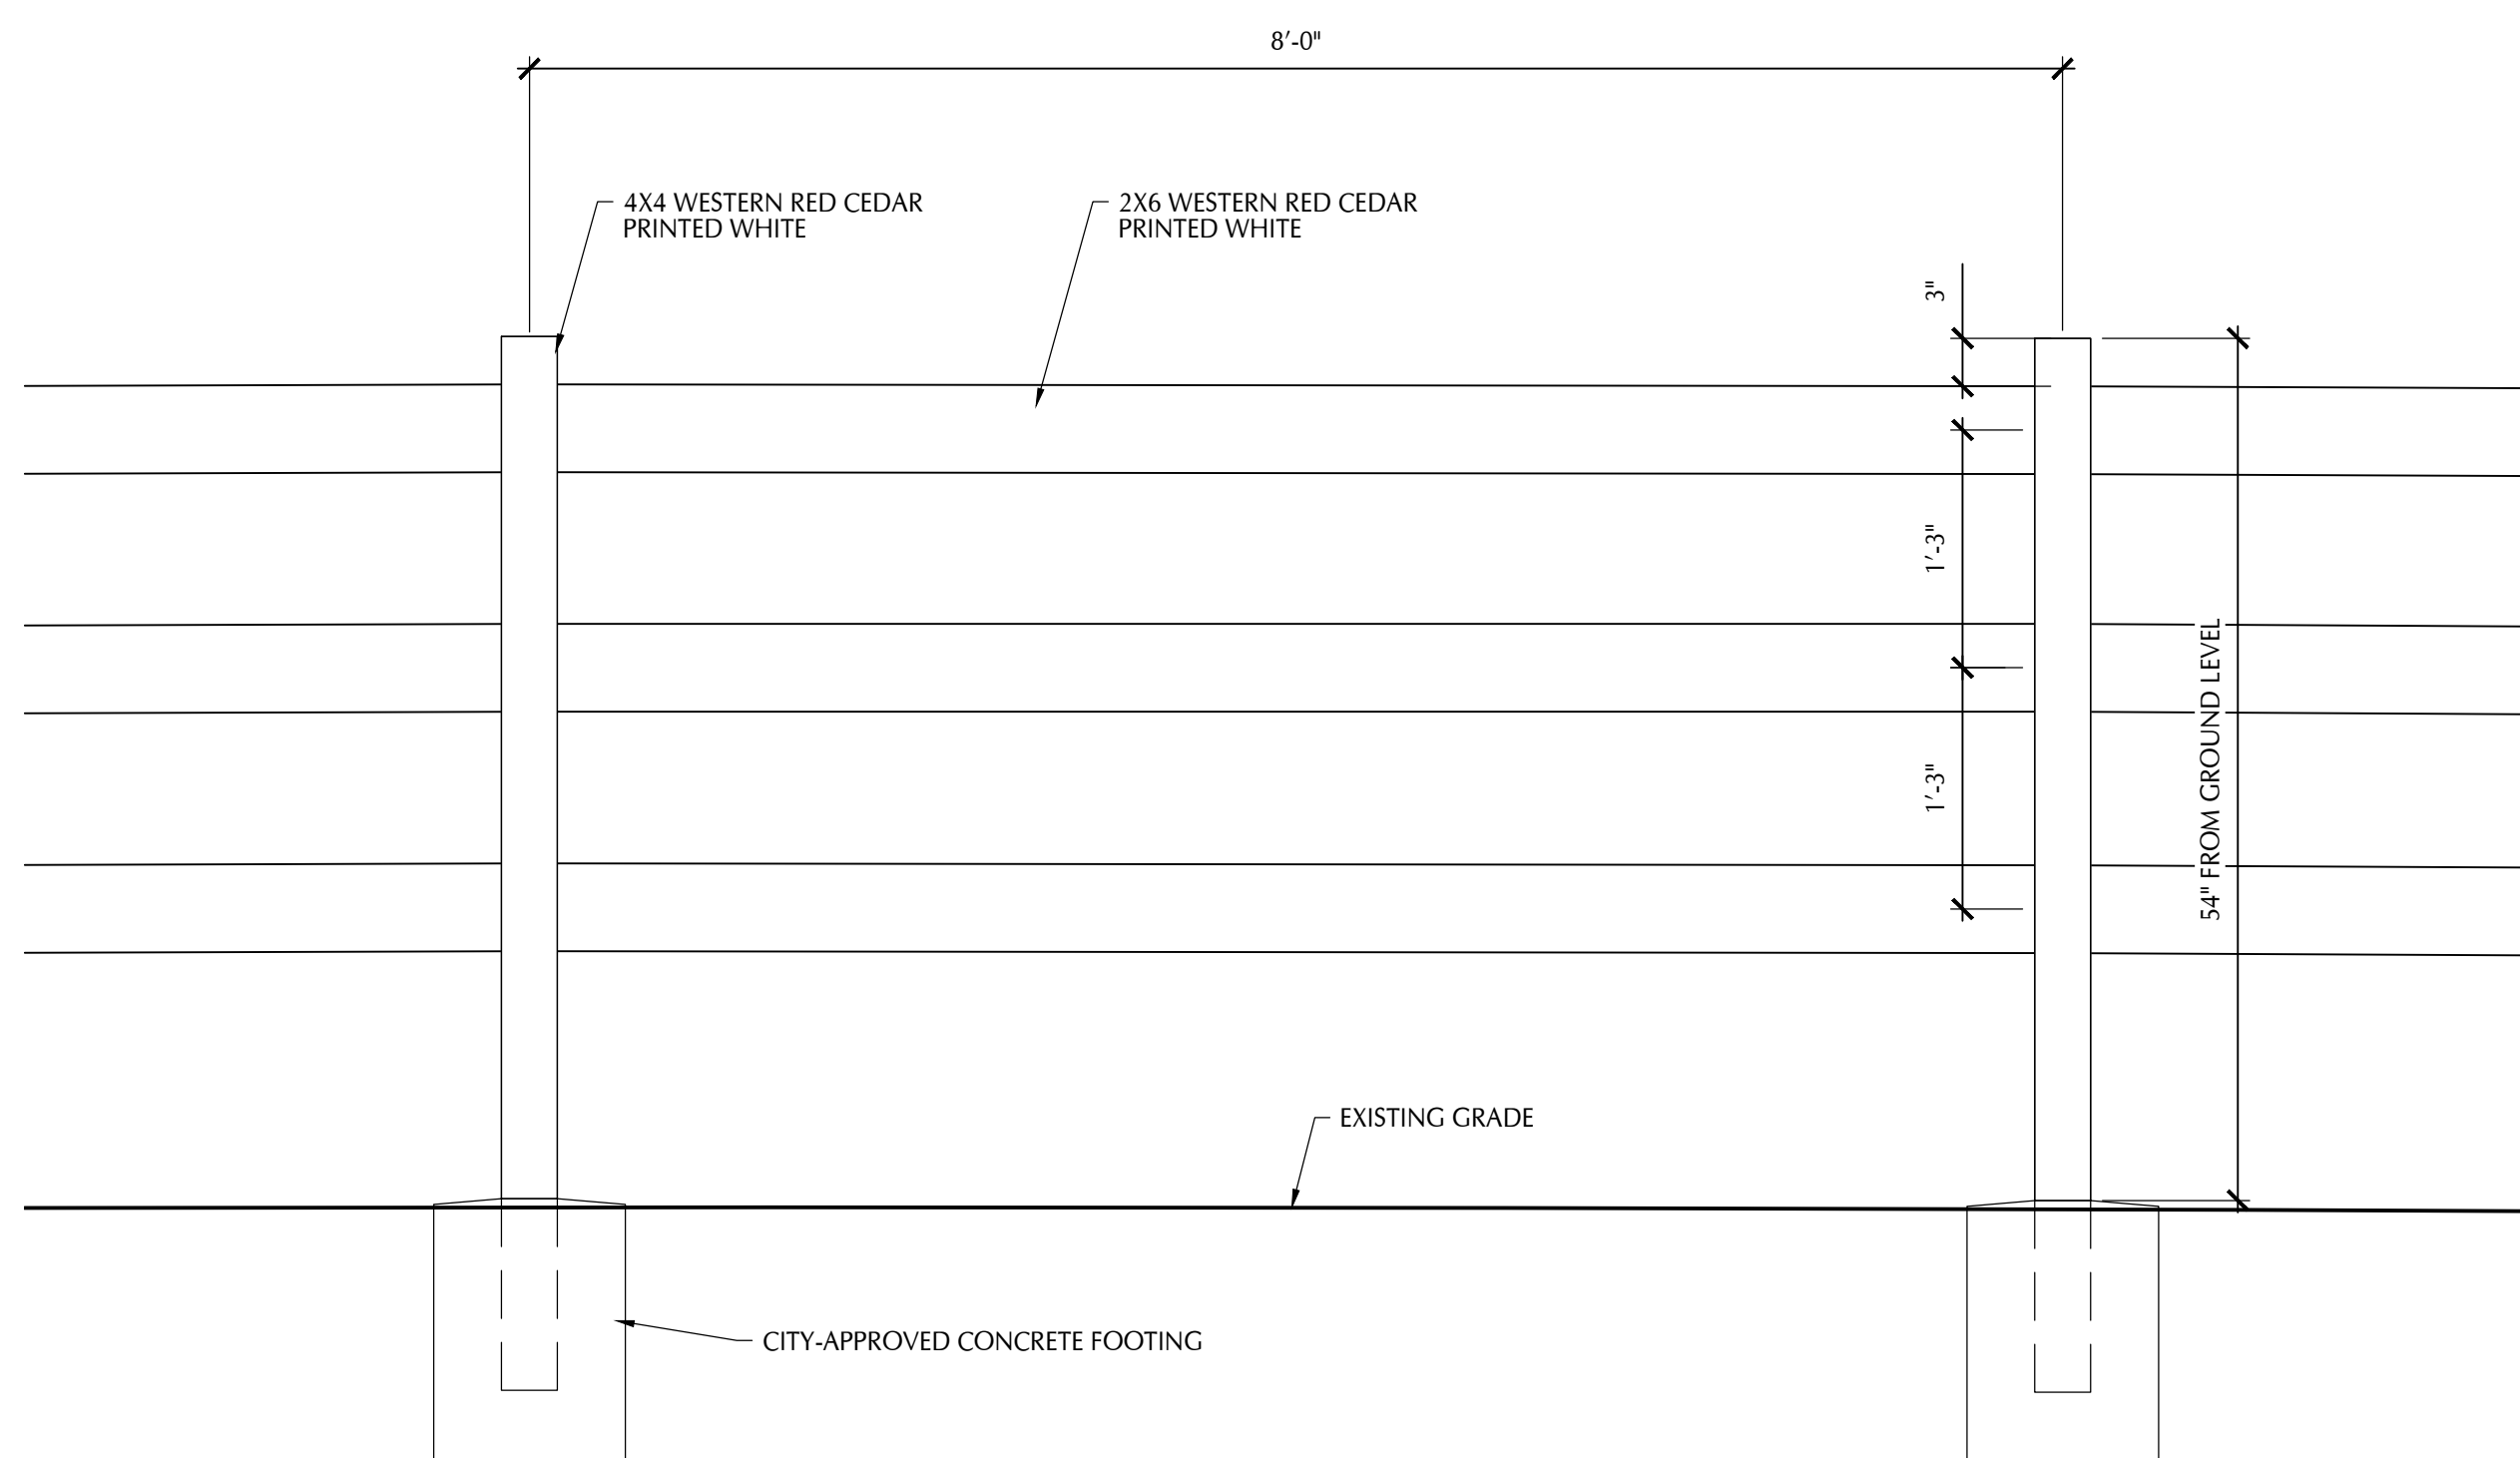 8'-0"
4X4 WESTERN RED CEDAR
PRINTED WHITE
2X6 WESTERN RED CEDAR
PRINTED WHITE
3"
1'-3"
1'-3"
54" FROM GROUND LEVEL
EXISTING GRADE
CITY-APPROVED CONCRETE FOOTING